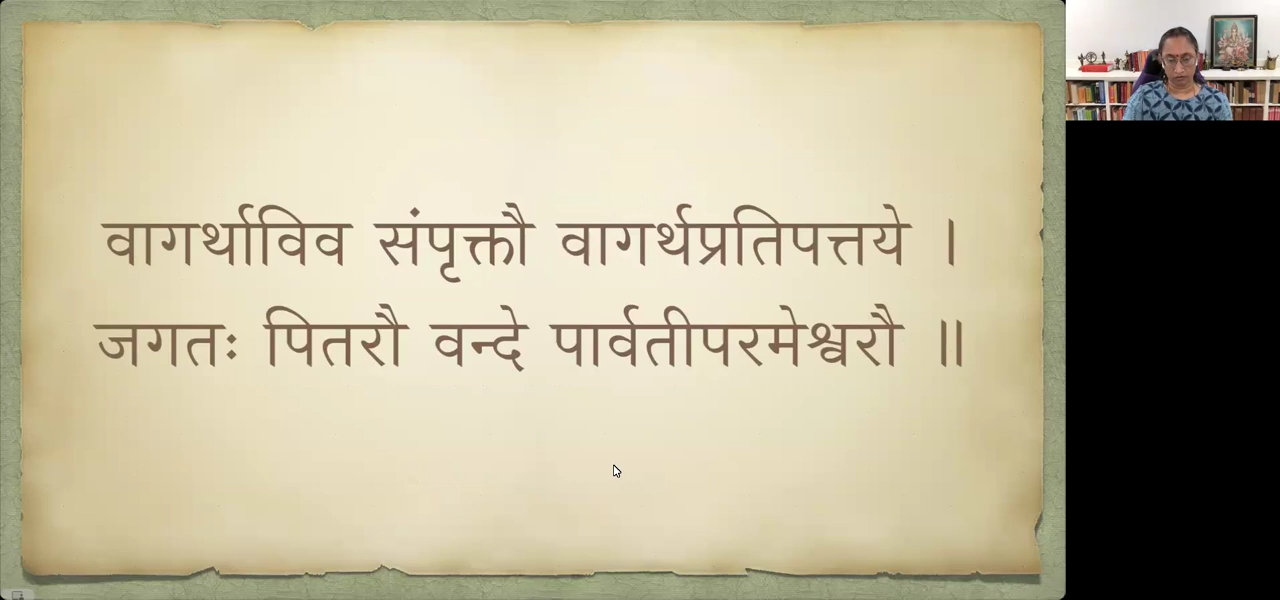 वागर्थाविव संपृक्तौ वागर्थप्रतिपत्तये ।
जगतः पितरौ वन्दे पार्वतीपरमेश्वरौ ॥